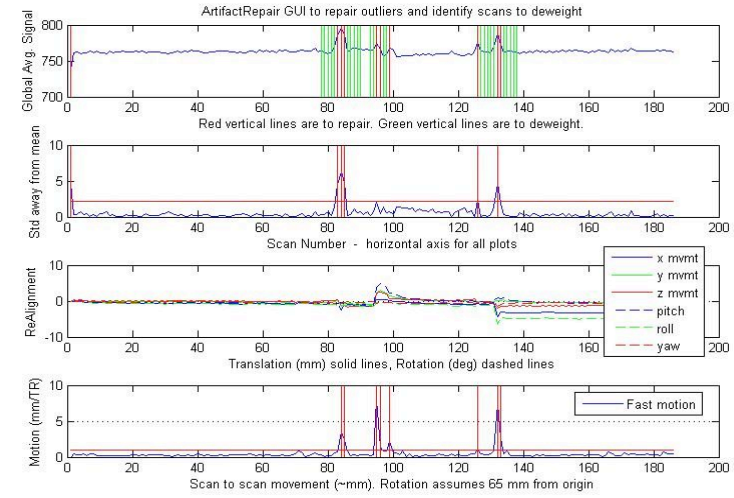 ArtifactRepair GUI to repair outliers and identify scans to deweight
Global Avg. Signal
800
750
700
0 20 40 60 80 100 120 140 160 180 200
Red vertical lines are to repair. Green vertical lines are to deweight.
Std away from mean
10
5
0
0 20 40 60 80 100 120 140 160 180 200
Scan Number - horizontal axis for all plots
ReAlignment
10
0
-10
0 20 40 60 80 100 120 140 160 180 200
x mvmt
y mvmt
z mvmt
pitch
roll
yaw
Translation (mm) solid lines, Rotation (deg) dashed lines
Motion (mm/TR)
10
5
0
Fast motion
0 20 40 60 80 100 120 140 160 180 200
Scan to scan movement (~mm). Rotation assumes 65 mm from origin